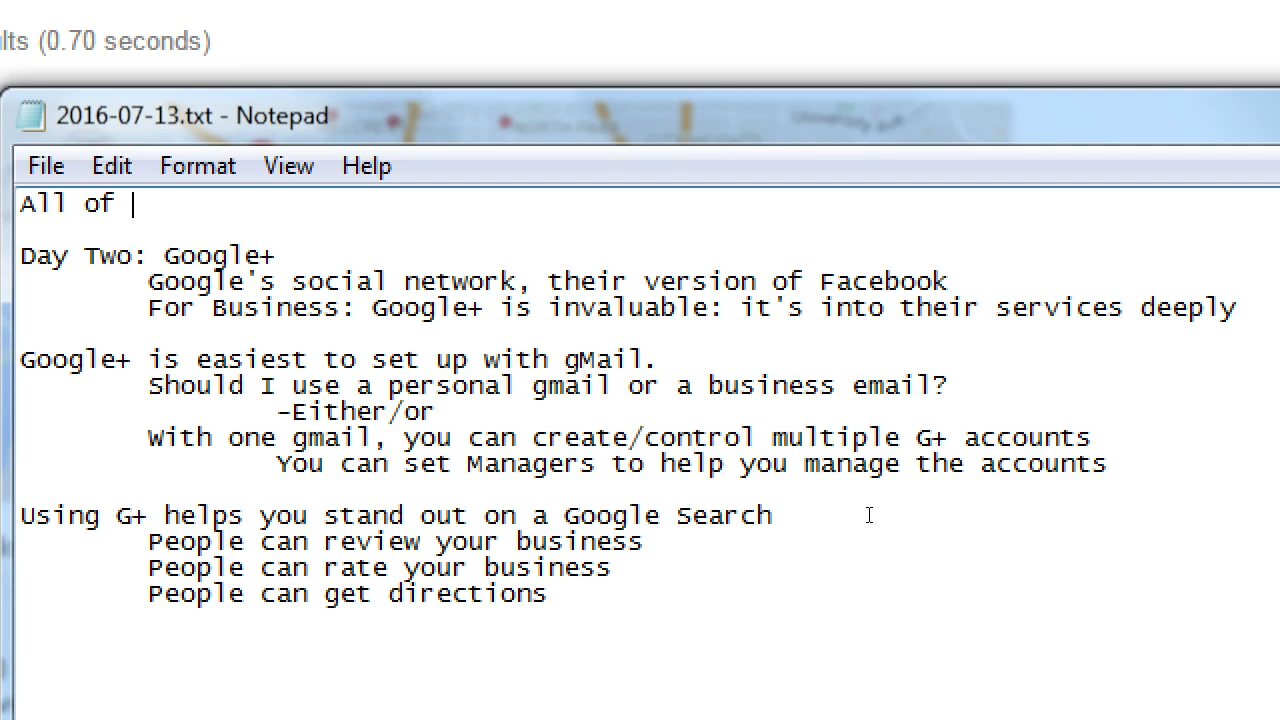 lts (0.70 seconds)
2016-07-13.txt - Notepad
File Edit Format View Help
All of
Day Two: Google+
Google's social network, their version of Facebook
For Business: Google+ is invaluable: it's into their services deeply
Google+ is easiest to set up with gMail.
Should I use a personal gmail or a business email?
-Either/or
With one gmail, you can create/control multiple G+ accounts
You can set Managers to help you manage the accounts
Using G+ helps you stand out on a Google Search
People can review your business
People can rate your business
People can get directions